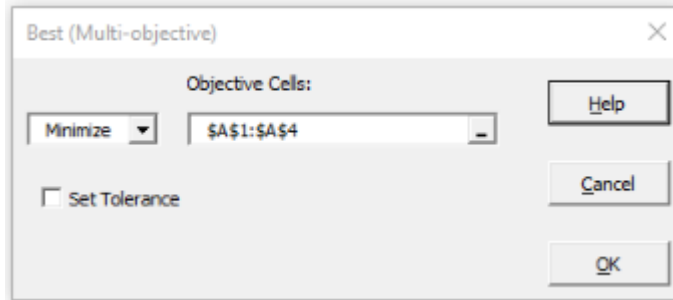 Best (Multi-objective)
Objective Cells:
Help
Minimize
$A$1:$A$4
Set Tolerance
Cancel
OK